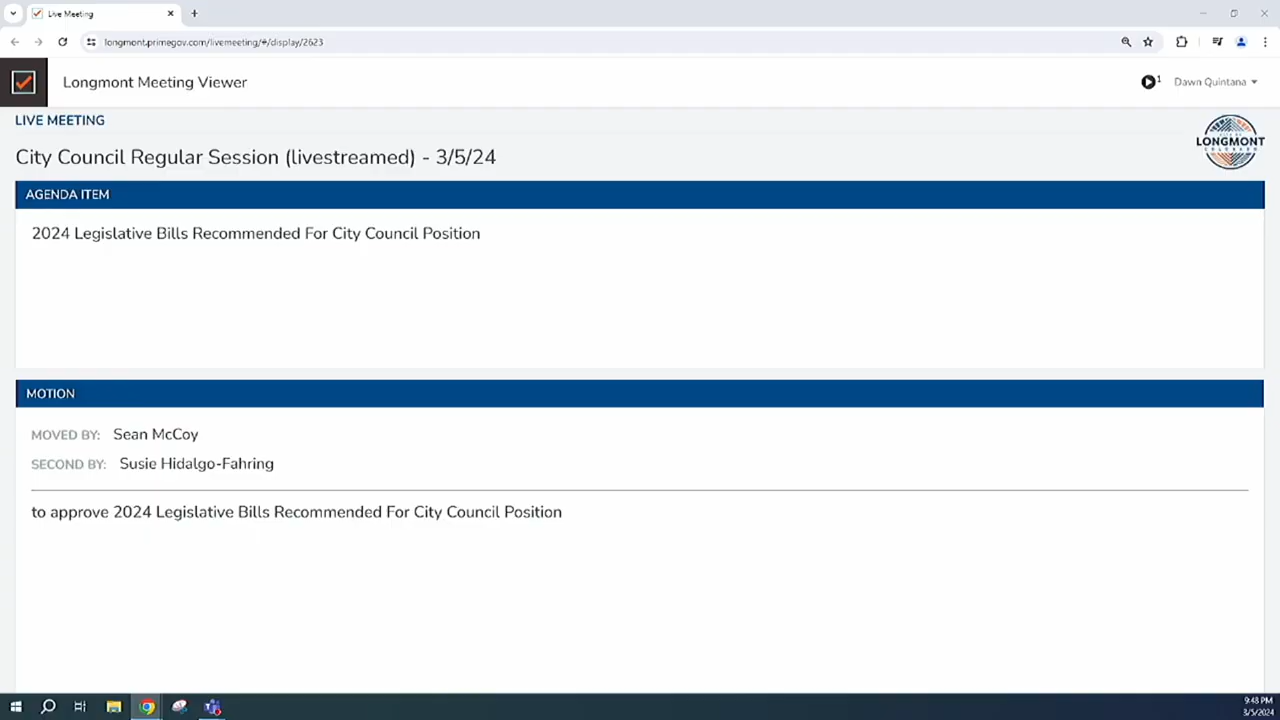 Live Meeting
longmont.primegov.com/livemeeting/#/display/2623
Longmont Meeting Viewer
1
Dawn Quintana
LIVE MEETING
LONGMONT
COLORADO
City Council Regular Session (livestreamed) - 3/5/24
AGENDA ITEM
2024 Legislative Bills Recommended For City Council Position
MOTION
MOVED BY: Sean McCoy
SECOND BY: Susie Hidalgo-Fahring
to approve 2024 Legislative Bills Recommended For City Council Position
9:48 PM
3/5/2024